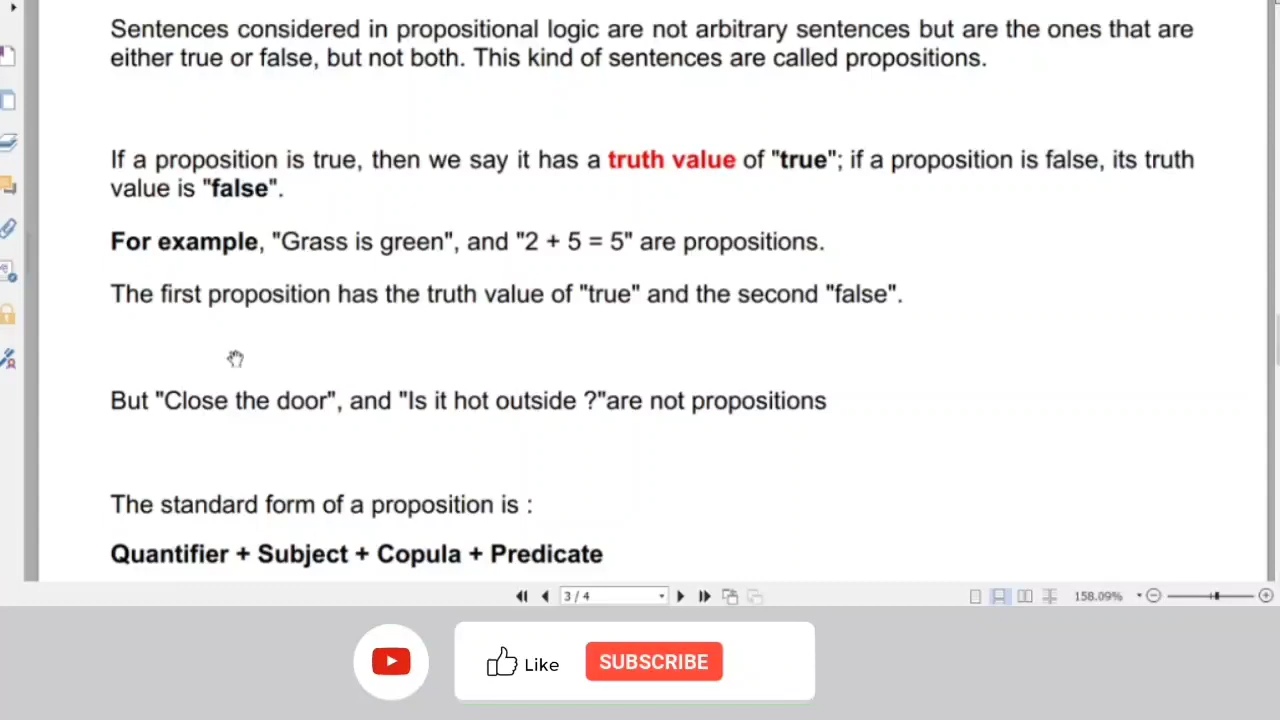 Sentences considered in propositional logic are not arbitrary sentences but are the ones that are
either true or false, but not both. This kind of sentences are called propositions.
If a proposition is true, then we say it has a truth value of "true"; if a proposition is false, its truth
value is "false".
For example, "Grass is green", and "2 + 5 = 5" are propositions.
The first proposition has the truth value of "true" and the second "false".
But "Close the door", and "Is it hot outside ?"are not propositions
The standard form of a proposition is :
Quantifier + Subject + Copula + Predicate
3 / 4
158.09%
Like
SUBSCRIBE